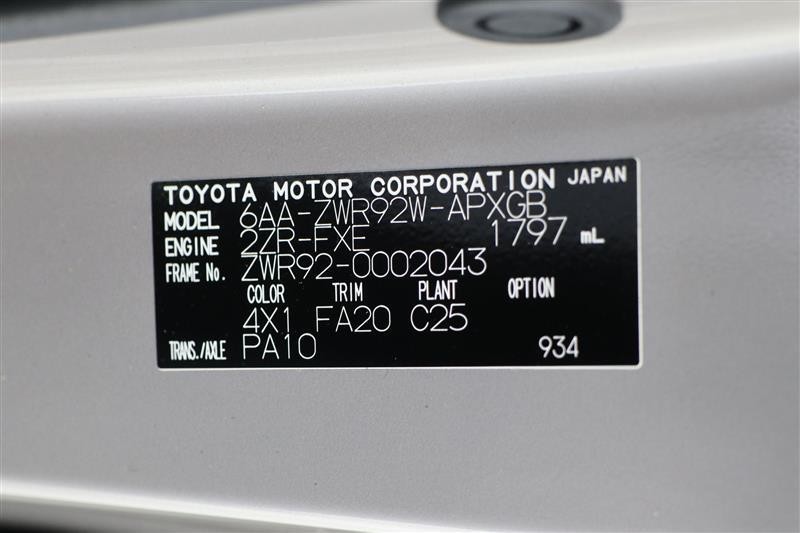 TOYOTA MOTOR CORPORATION JAPAN
MODEL 6AA-ZWR92W-APXGB
ENGINE 2ZR-FXE 1797 mL
FRAME No. ZWR92-0002043
COLOR TRIM PLANT OPTION
4X1 FA20 C25
TRANS./AXLE PA10 934